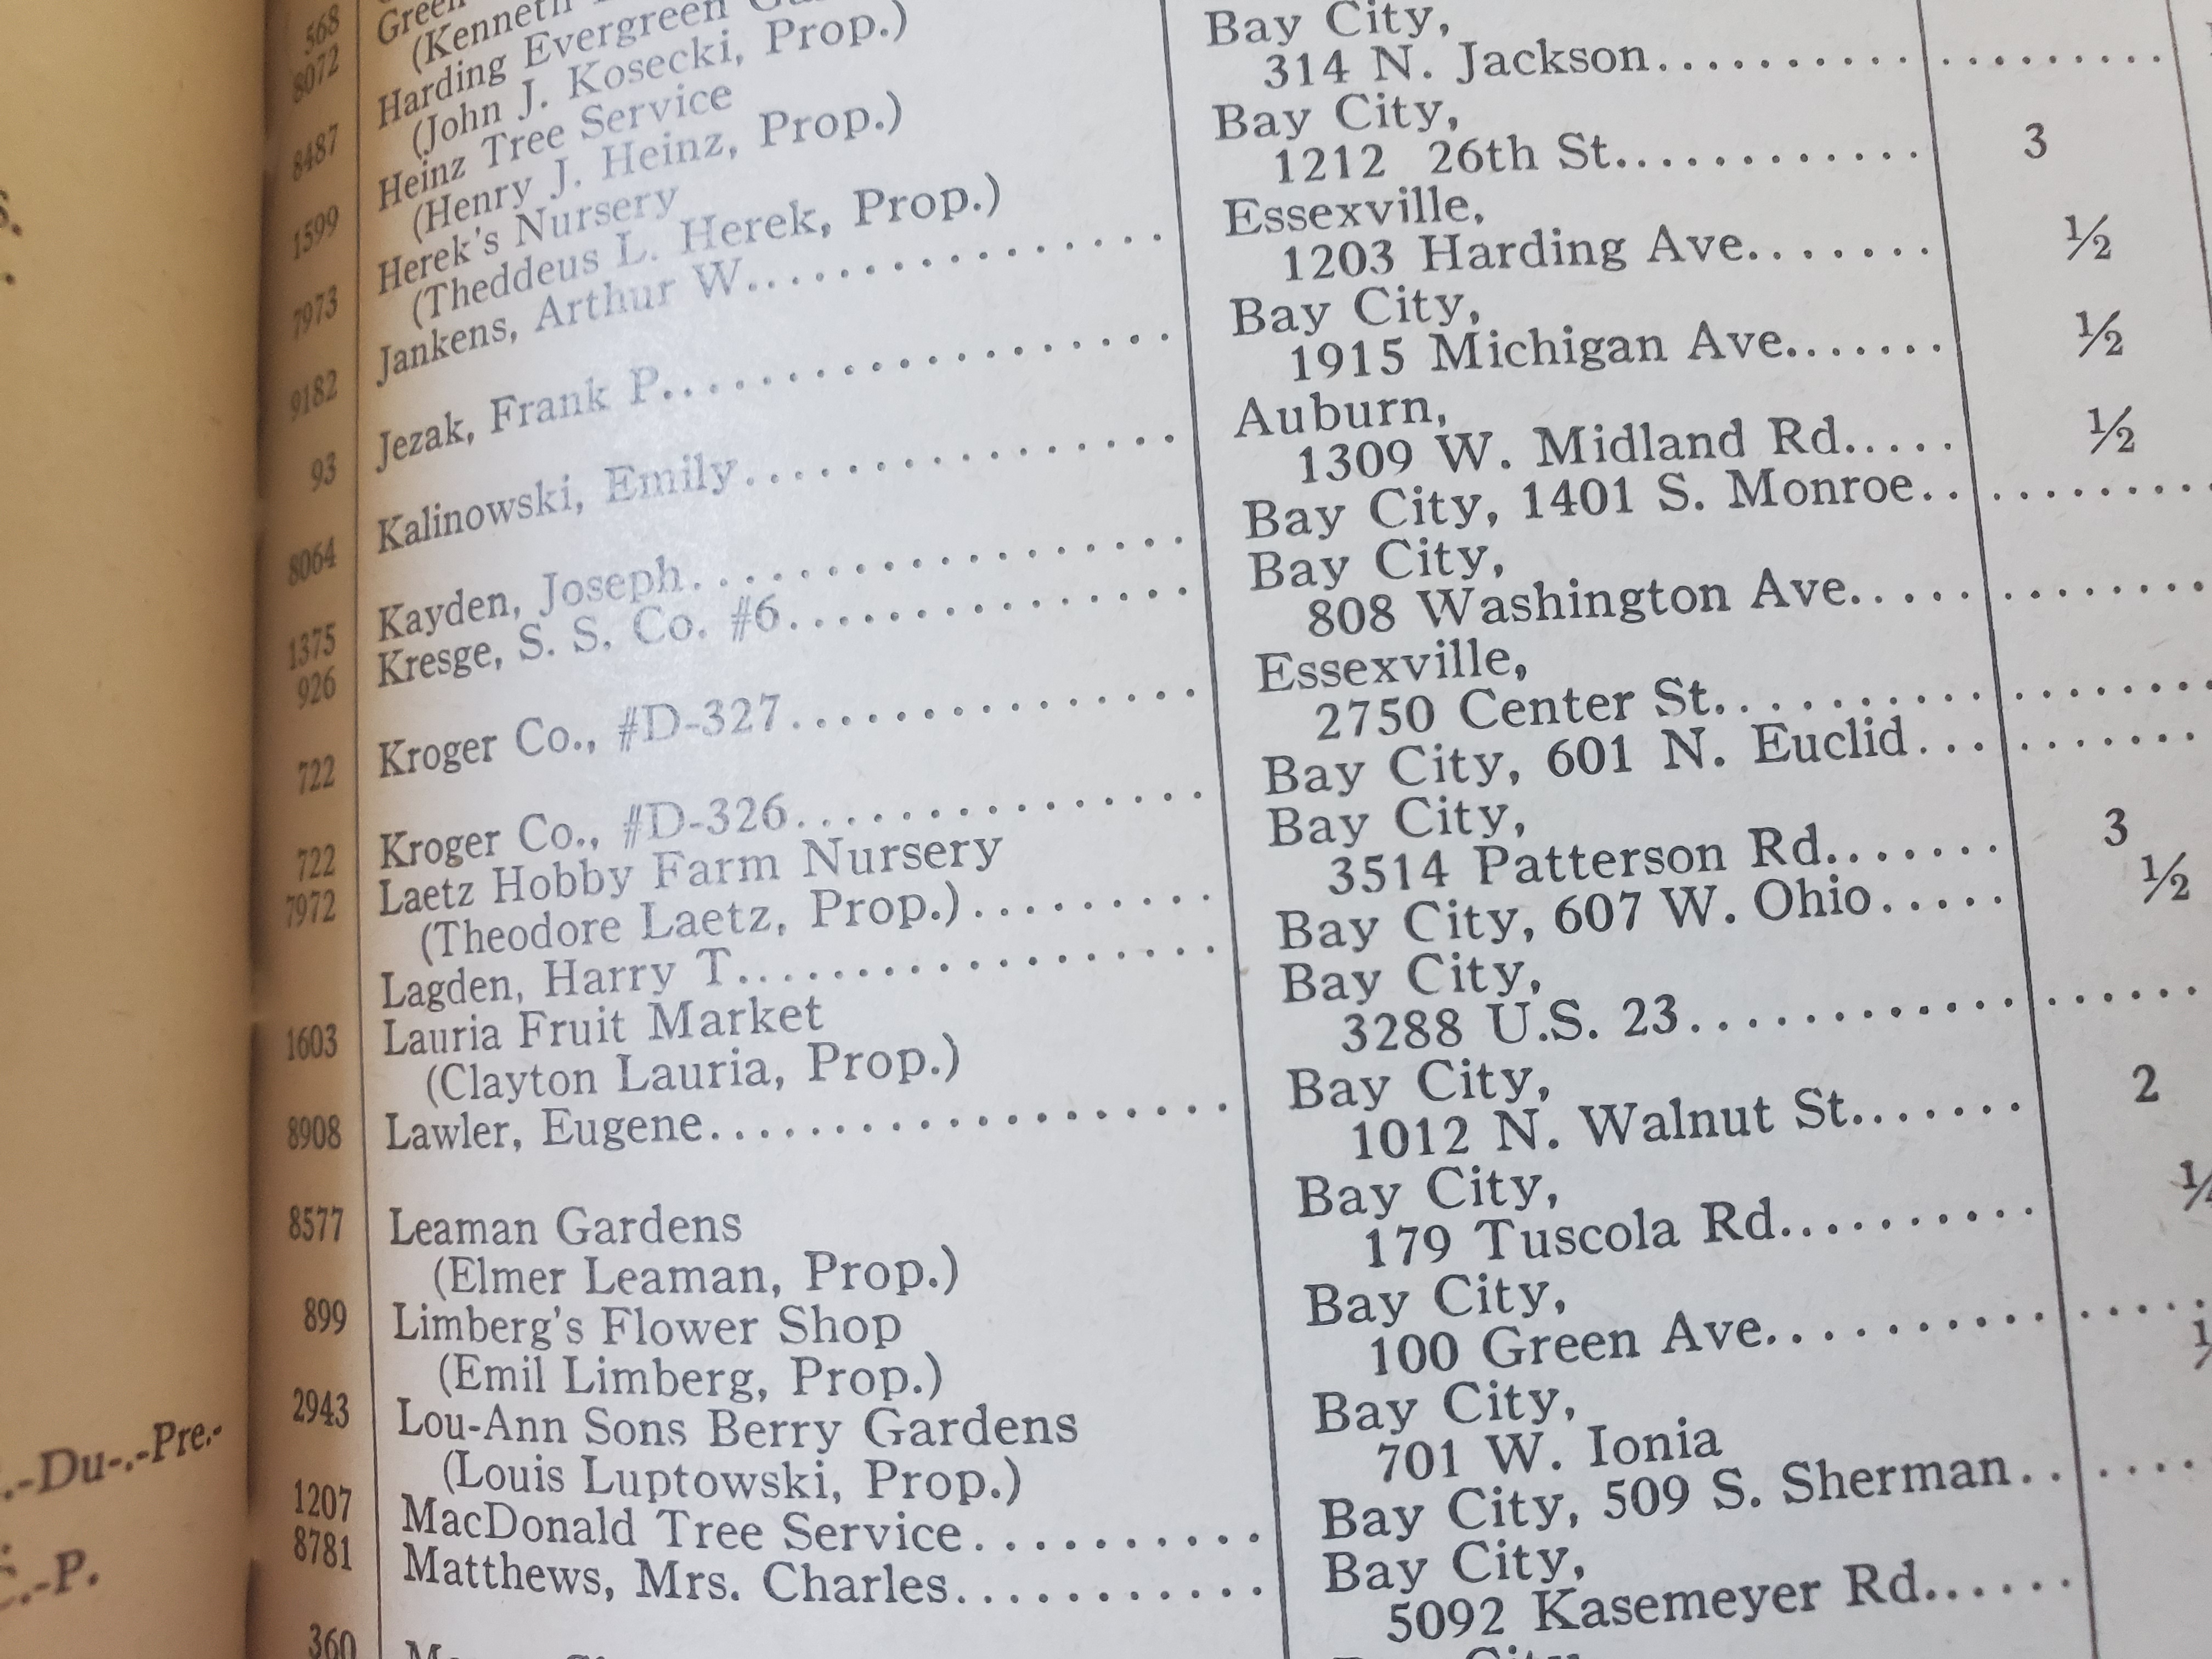 568 Green
(Kenneth
8072 Harding Evergreen
(John J. Kosecki, Prop.) Bay City,
8487 Heinz Tree Service
(Henry J. Heinz, Prop.) 314 N. Jackson..........
1599 Herek's Nursery Bay City,
(Theddeus L. Herek, Prop.) 1212 26th St............ 3
7973 Jankens, Arthur W............... Essexville,
1203 Harding Ave....... ½
9182 Jezak, Frank P.................. Bay City,
1915 Michigan Ave....... ½
93 Kalinowski, Emily................ Auburn,
1309 W. Midland Rd..... ½
8064 Kayden, Joseph.................. Bay City, 1401 S. Monroe..........
1375 Kresge, S. S. Co. #6............ Bay City,
808 Washington Ave..........
926 Kroger Co., #D-327............... Essexville,
2750 Center St...........
722 Kroger Co., #D-326............... Bay City, 601 N. Euclid..........
722 Laetz Hobby Farm Nursery Bay City,
7972 (Theodore Laetz, Prop.)......... 3514 Patterson Rd....... 3
Lagden, Harry T................... Bay City, 607 W. Ohio..... ½
1603 Lauria Fruit Market Bay City,
(Clayton Lauria, Prop.) 3288 U.S. 23.............
8908 Lawler, Eugene.................. Bay City,
1012 N. Walnut St....... 2
8577 Leaman Gardens Bay City,
(Elmer Leaman, Prop.) 179 Tuscola Rd..........
899 Limberg's Flower Shop Bay City,
(Emil Limberg, Prop.) 100 Green Ave.............
2943 Lou-Ann Sons Berry Gardens Bay City,
(Louis Luptowski, Prop.) 701 W. Ionia
1207 MacDonald Tree Service.......... Bay City, 509 S. Sherman......
8781 Matthews, Mrs. Charles............ Bay City,
5092 Kasemeyer Rd......
360
-Du-.-Pre.-
-P.